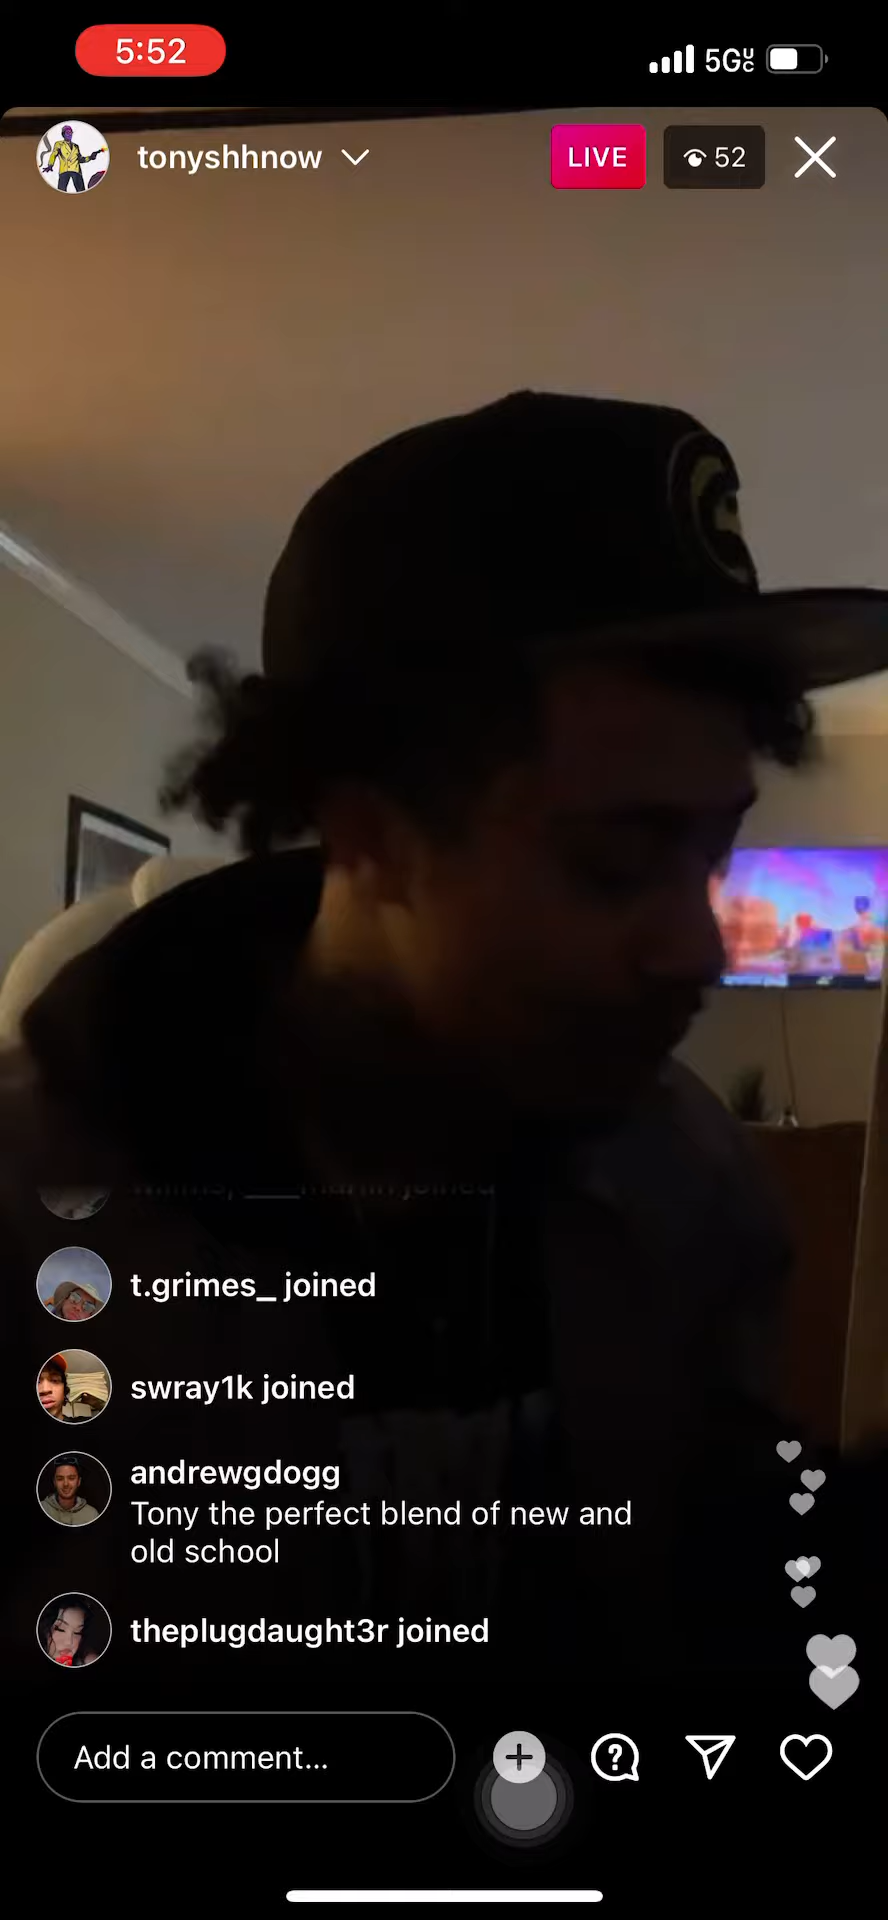 5:52
5G UC
tonyshhnow
LIVE
52
joined
t.grimes_ joined
swray1k joined
andrewgdogg
Tony the perfect blend of new and
old school
theplugdaught3r joined
Add a comment...